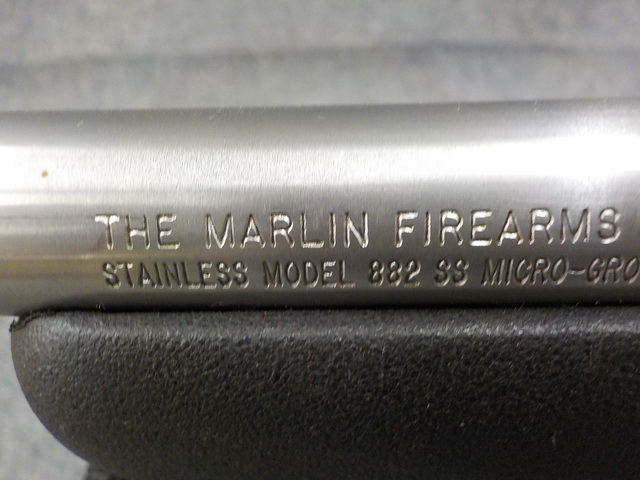 THE MARLIN FIREARMS
STAINLESS MODEL 882 SS MICRO-GRO